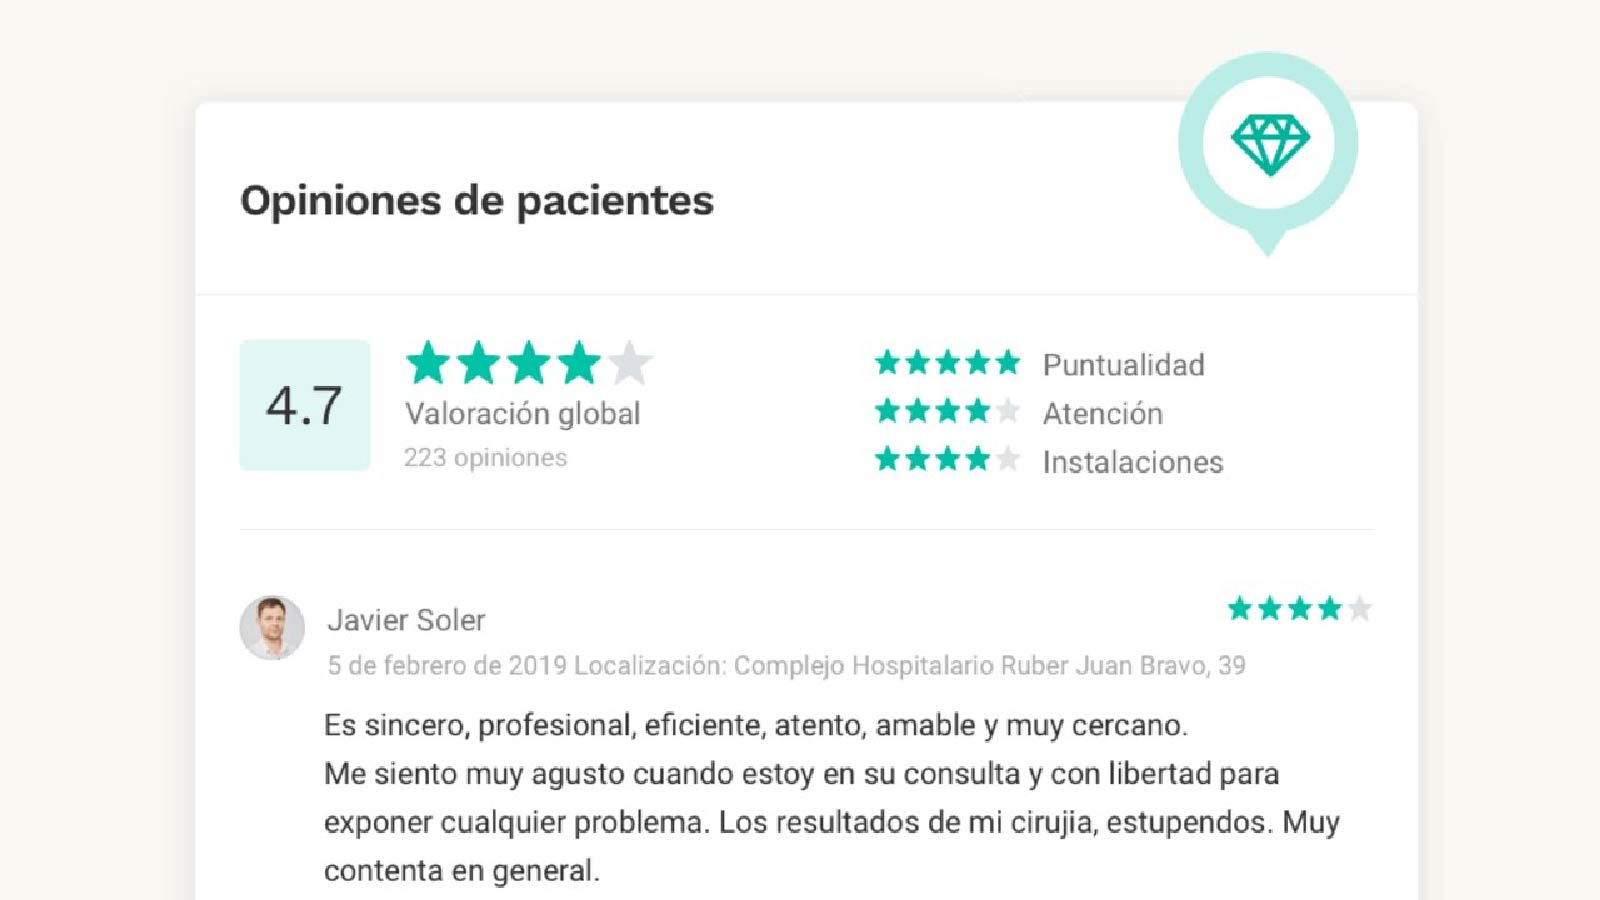 Opiniones de pacientes
4.7
Valoración global
223 opiniones
Puntualidad
Atención
Instalaciones
Javier Soler
5 de febrero de 2019 Localización: Complejo Hospitalario Ruber Juan Bravo, 39
Es sincero, profesional, eficiente, atento, amable y muy cercano.
Me siento muy agusto cuando estoy en su consulta y con libertad para
exponer cualquier problema. Los resultados de mi cirujia, estupendos. Muy
contenta en general.